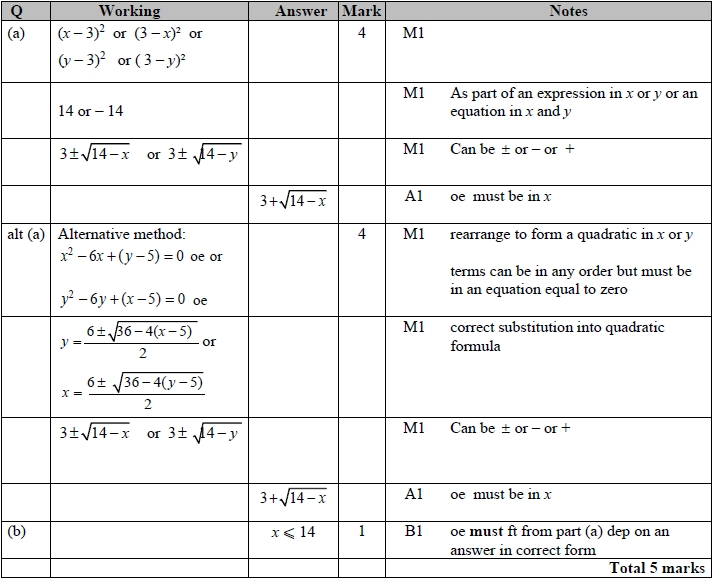 Q Working Answer Mark Notes
(a) (x – 3)² or (3 – x)² or 4 M1
(y – 3)² or (3 – y)²
14 or – 14 M1 As part of an expression in x or y or an
equation in x and y
3±√14–x or 3±√14–y M1 Can be ± or – or +
3+√14–x A1 oe must be in x
alt (a) Alternative method: 4 M1 rearrange to form a quadratic in x or y
x² – 6x + (y – 5) = 0 oe or
terms can be in any order but must be
in an equation equal to zero
y² – 6y + (x – 5) = 0 oe
y = 6±√36–4(x–5) / 2 or M1 correct substitution into quadratic
formula
x = 6±√36–4(y–5) / 2
3±√14–x or 3±√14–y M1 Can be ± or – or +
3+√14–x A1 oe must be in x
(b) x ⩽ 14 1 B1 oe must ft from part (a) dep on an
answer in correct form
Total 5 marks